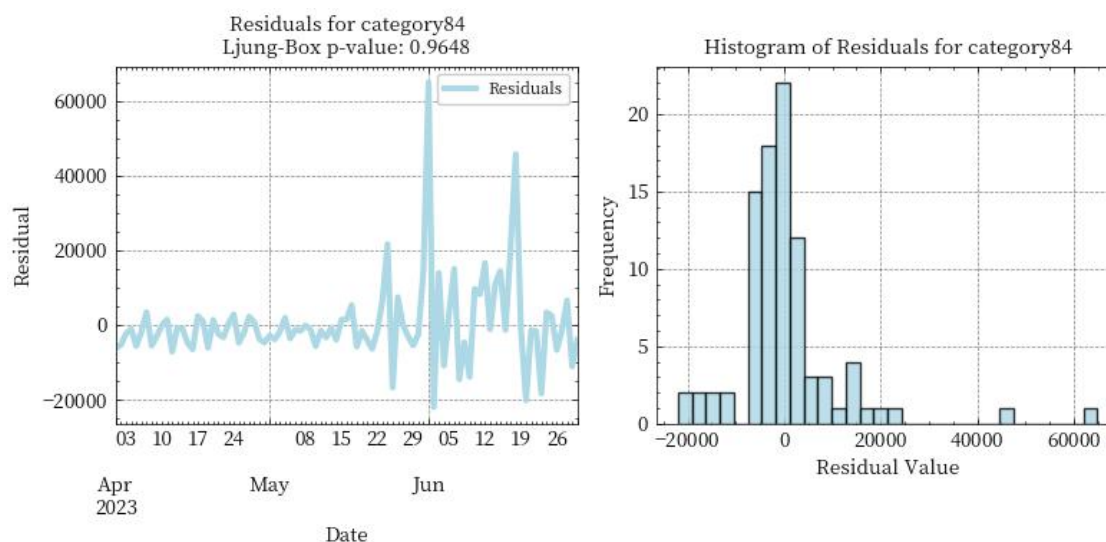 Residuals for category84
Ljung-Box p-value: 0.9648
Residuals
Residual
60000
40000
20000
0
−20000
03 10 17 24 08 15 22 29 05 12 19 26
Apr May Jun
2023
Date
Histogram of Residuals for category84
Frequency
20
15
10
5
0
−20000 0 20000 40000 60000
Residual Value